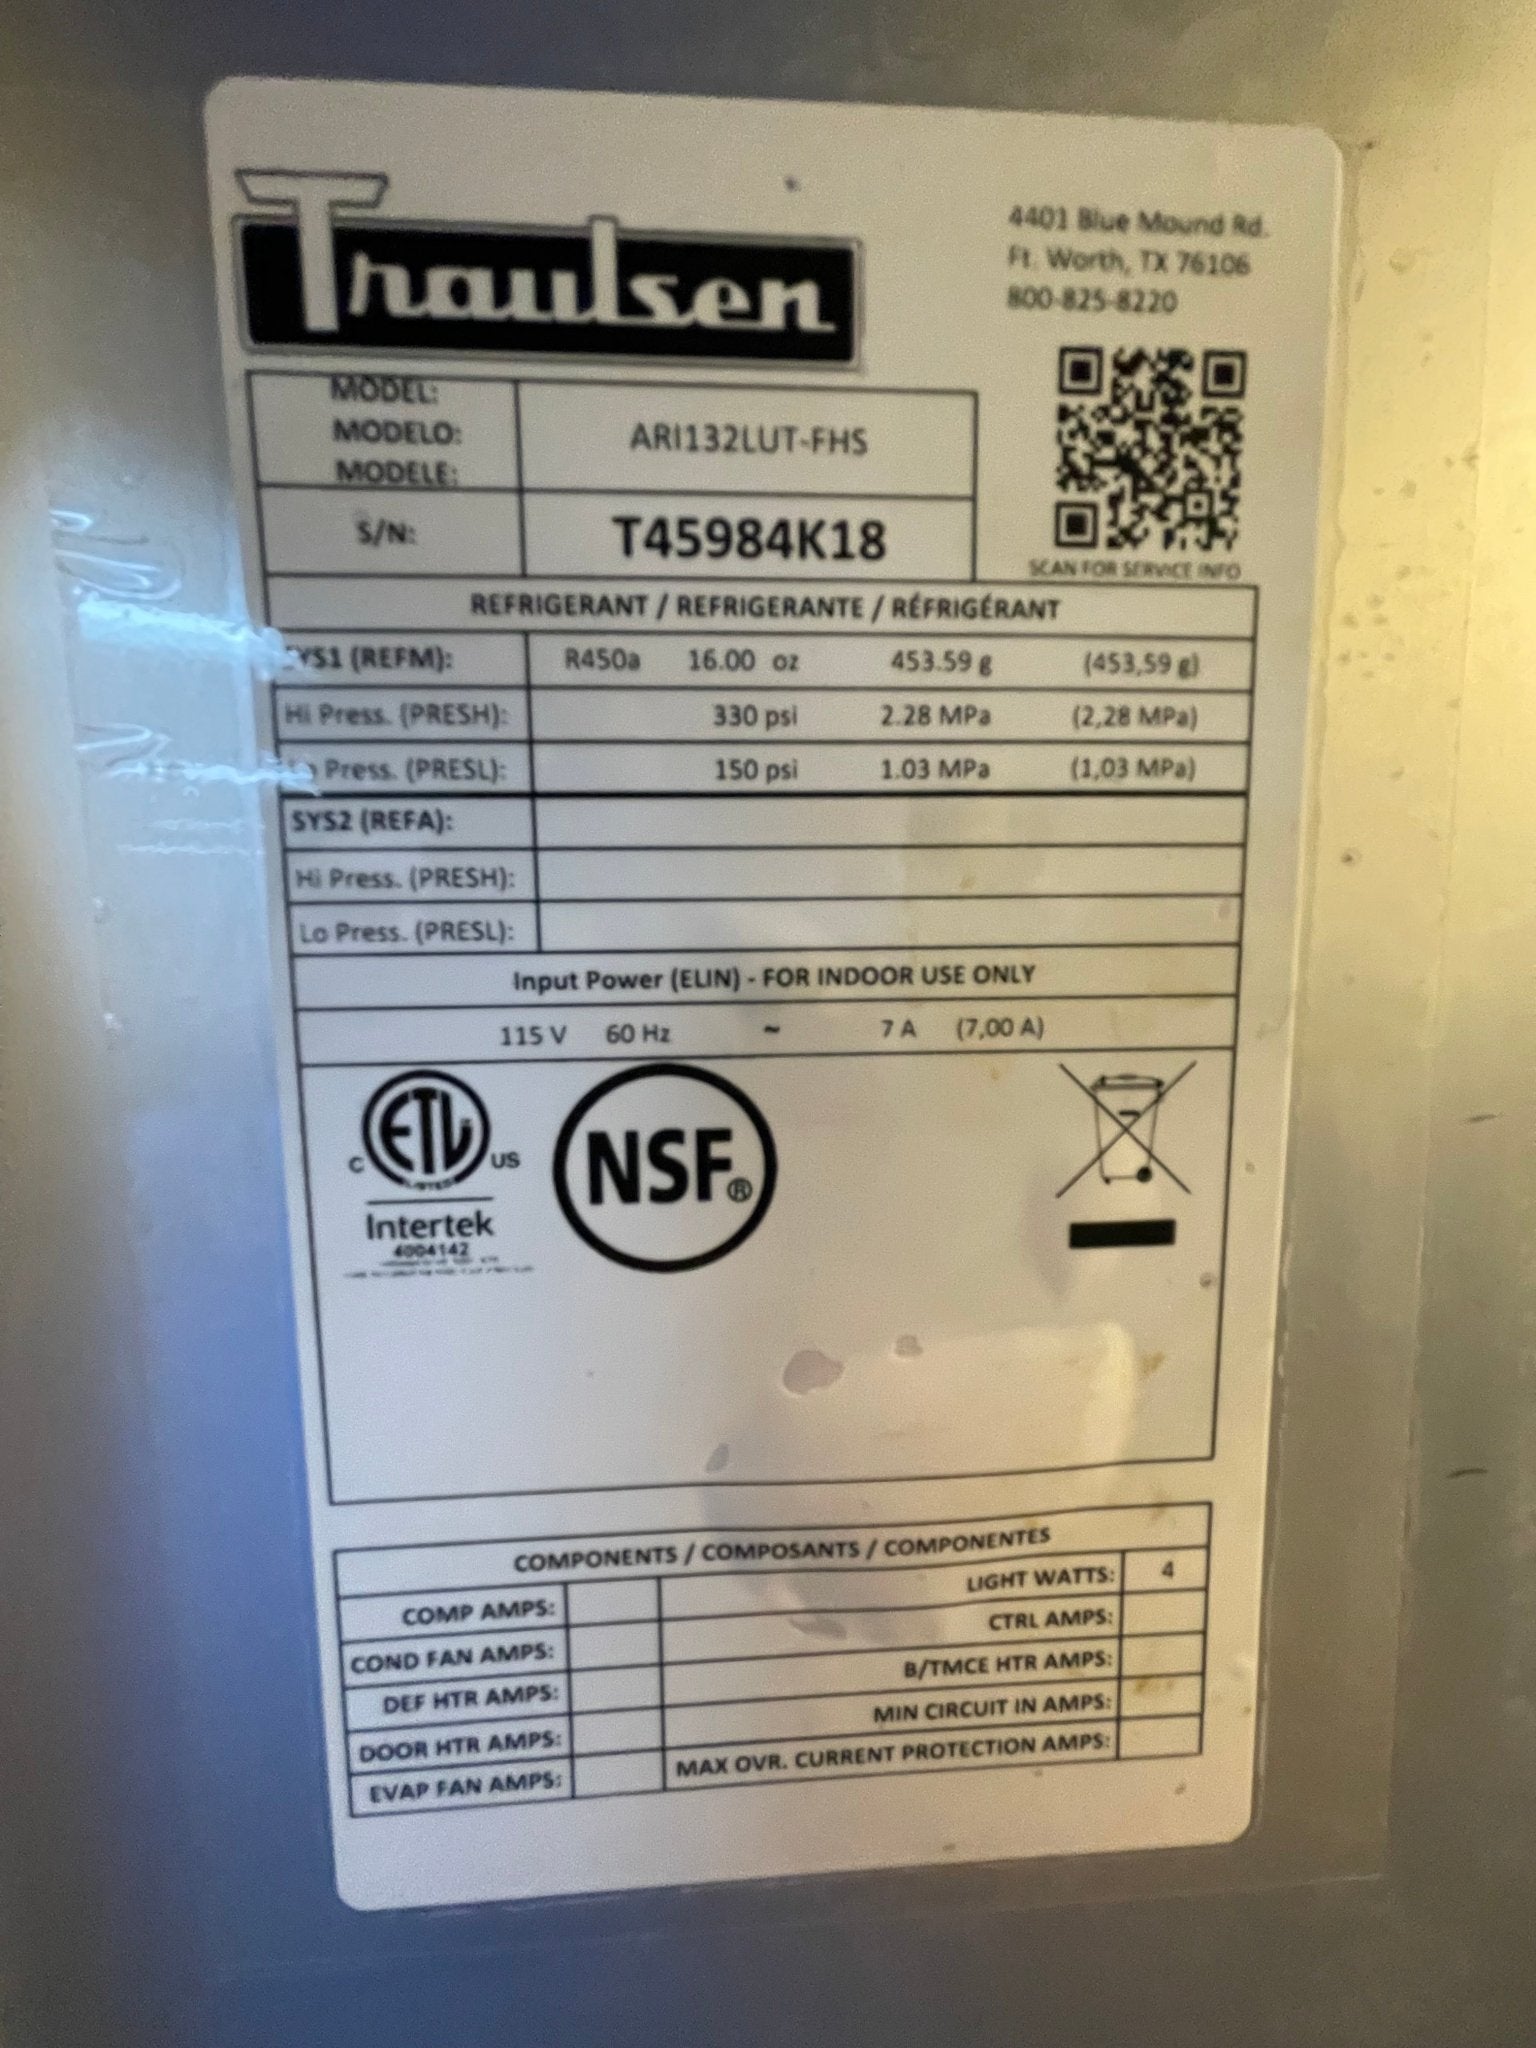 Traulsen
4401 Blue Mound Rd.
Ft. Worth, TX 76106
800-825-8220
MODEL:
MODELO:
MODELE:
ARI132LUT-FHS
S/N:
T45984K18
SCAN FOR SERVICE INFO
REFRIGERANT / REFRIGERANTE / RÉFRIGÉRANT
SYS1 (REFM): R450a 16.00 oz 453.59 g (453,59 g)
Hi Press. (PRESH): 330 psi 2.28 MPa (2,28 MPa)
Lo Press. (PRESL): 150 psi 1.03 MPa (1,03 MPa)
SYS2 (REFA):
Hi Press. (PRESH):
Lo Press. (PRESL):
Input Power (ELIN) - FOR INDOOR USE ONLY
115 V 60 Hz ~ 7 A (7,00 A)
C ETL US
LISTED
Intertek
4004142
NSF®
COMPONENTS / COMPOSANTS / COMPONENTES
COMP AMPS: LIGHT WATTS: 4
COND FAN AMPS: CTRL AMPS:
DEF HTR AMPS: B/TMCE HTR AMPS:
DOOR HTR AMPS: MIN CIRCUIT IN AMPS:
EVAP FAN AMPS: MAX OVR. CURRENT PROTECTION AMPS: